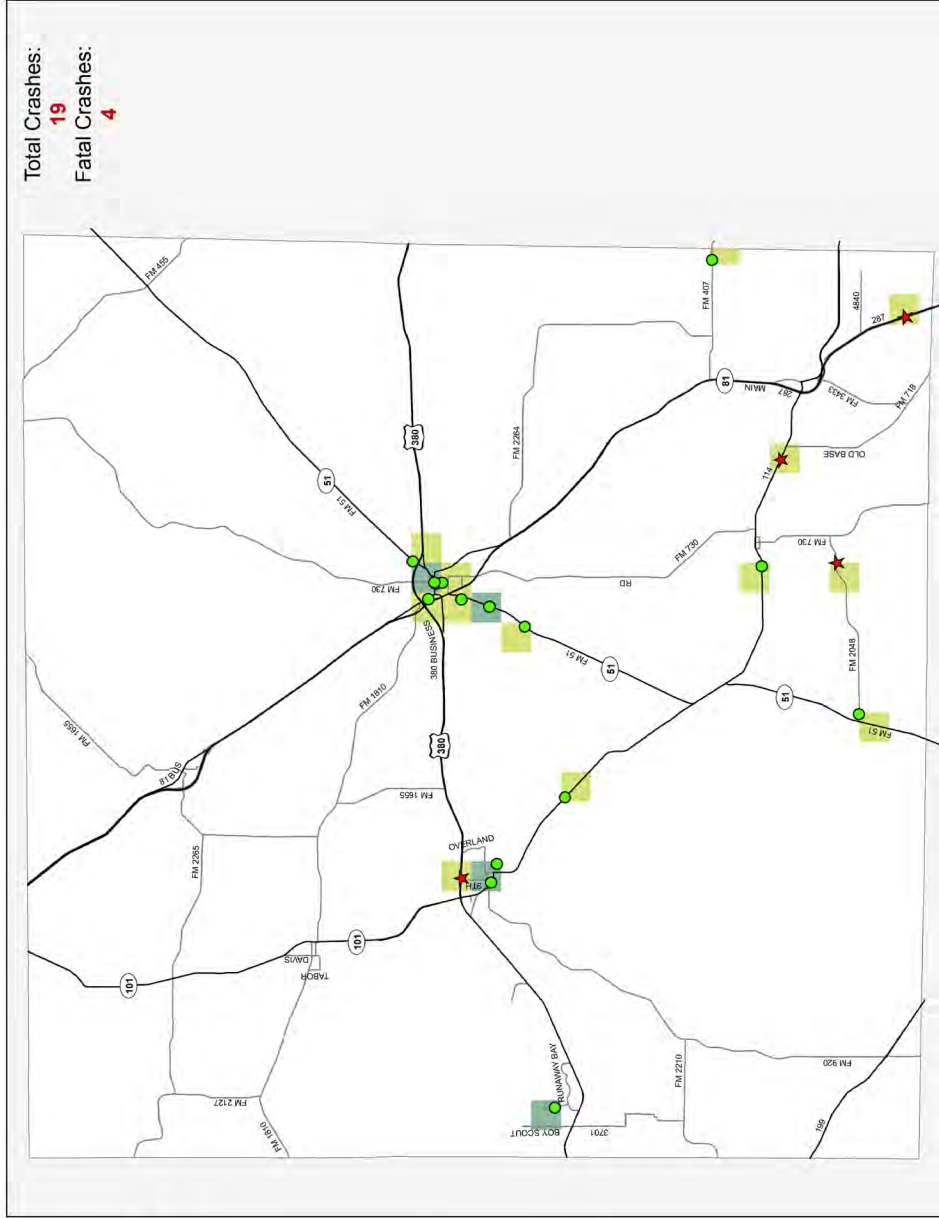 Total Crashes:
19
Fatal Crashes:
4
FM 455
51
FM 51
380
FM 2264
FM 407
4840
287
81
MAIN
287
FM 3433
FM 718
OLD BASE
114
FM 730
FM 730
FM 730
RD
FM 2048
FM 51
51
51
FM 51
380 BUSINESS
FM 1810
FM 1655
81 BUS
380
FM 1655
OVERLAND
9TH
FM 2265
101
101
DAVIS
TABOR
FM 2127
FM 1810
RUNAWAY BAY
BOY SCOUT
3701
FM 2210
FM 920
199